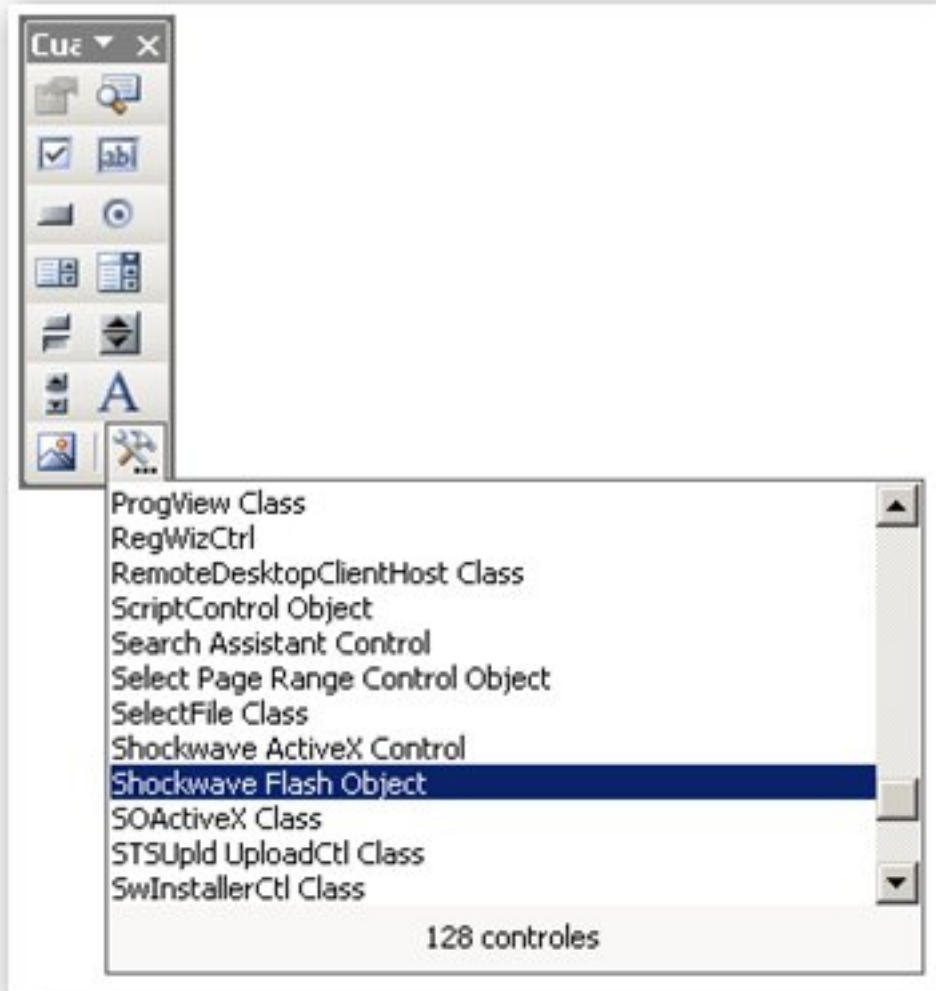 Cua
abl
A
ProgView Class
RegWizCtrl
RemoteDesktopClientHost Class
ScriptControl Object
Search Assistant Control
Select Page Range Control Object
SelectFile Class
Shockwave ActiveX Control
Shockwave Flash Object
SOActiveX Class
STSUpld UploadCtl Class
SwInstallerCtl Class
128 controles